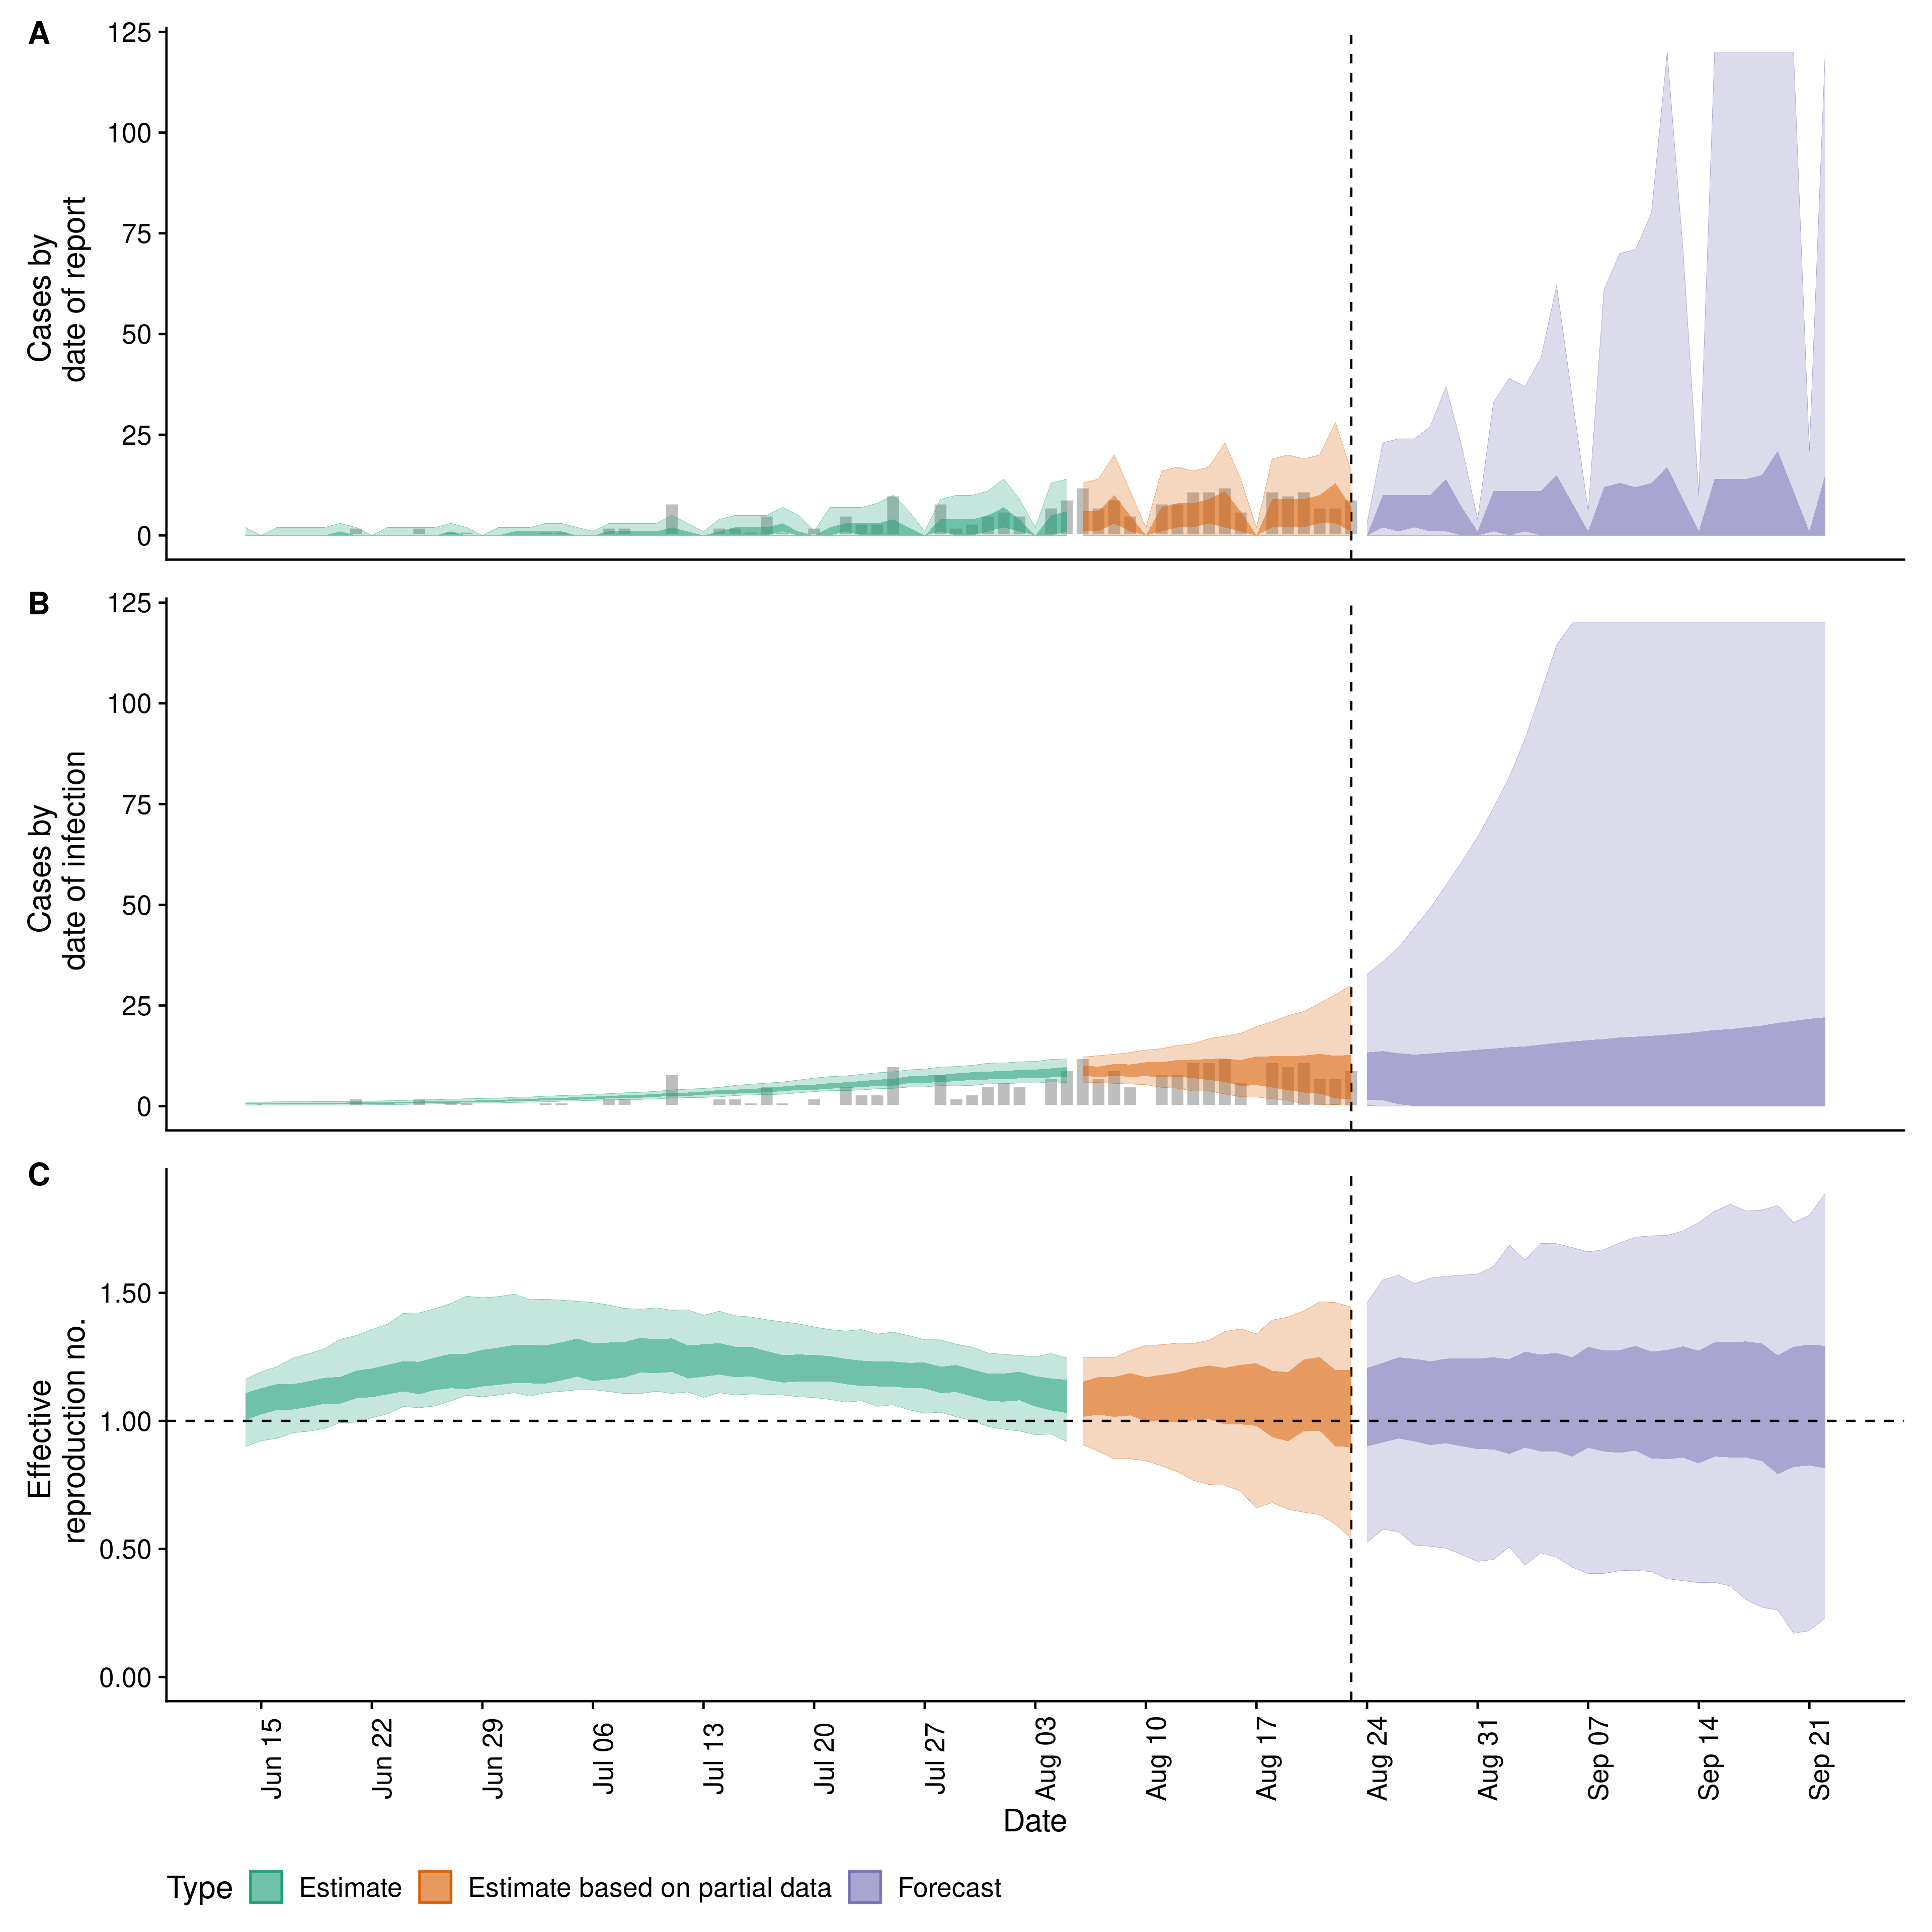 A
125
100
75
50
25
0
Cases by
date of report
B
125
100
75
50
25
0
Cases by
date of infection
C
1.50
1.00
0.50
0.00
Effective
reproduction no.
Jun 15
Jun 22
Jun 29
Jul 06
Jul 13
Jul 20
Jul 27
Aug 03
Aug 10
Aug 17
Aug 24
Aug 31
Sep 07
Sep 14
Sep 21
Date
Type Estimate Estimate based on partial data Forecast